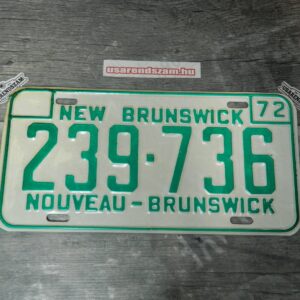 usarendszam.hu
NEW BRUNSWICK 72
239-736
NOUVEAU-BRUNSWICK